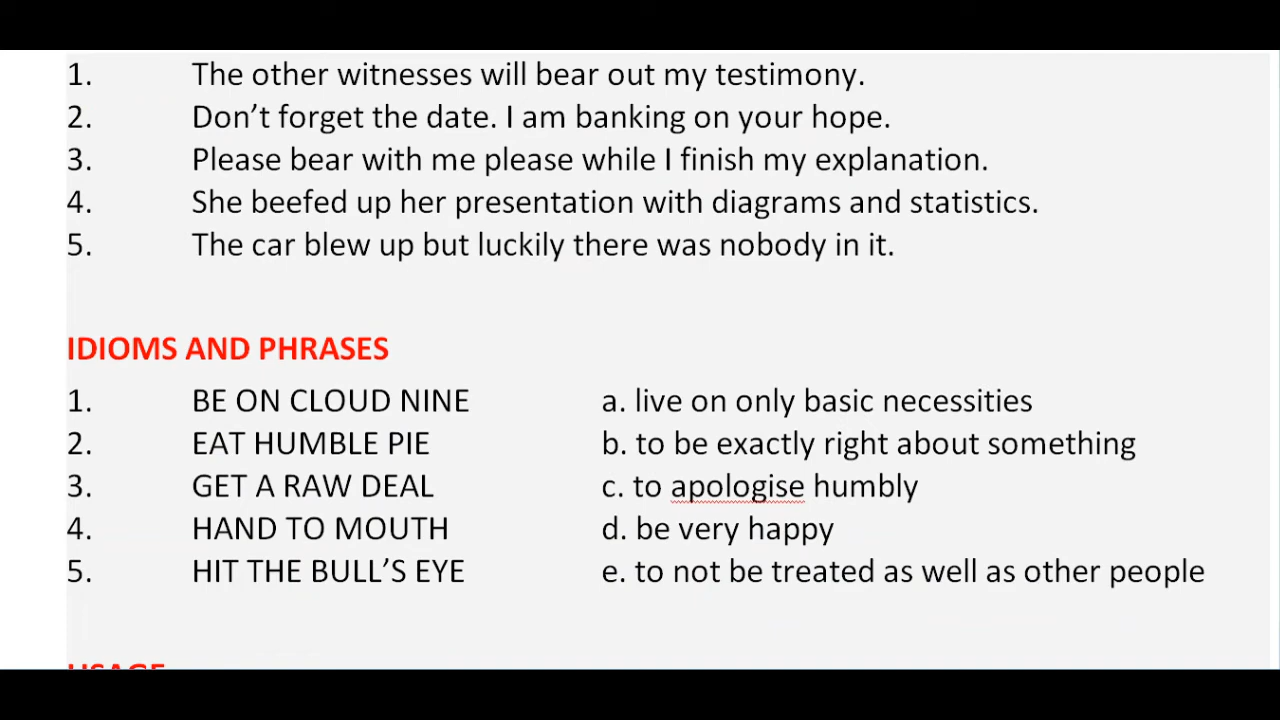 1. The other witnesses will bear out my testimony.
2. Don’t forget the date. I am banking on your hope.
3. Please bear with me please while I finish my explanation.
4. She beefed up her presentation with diagrams and statistics.
5. The car blew up but luckily there was nobody in it.
IDIOMS AND PHRASES
1. BE ON CLOUD NINE a. live on only basic necessities
2. EAT HUMBLE PIE b. to be exactly right about something
3. GET A RAW DEAL c. to apologise humbly
4. HAND TO MOUTH d. be very happy
5. HIT THE BULL’S EYE e. to not be treated as well as other people
USAGE